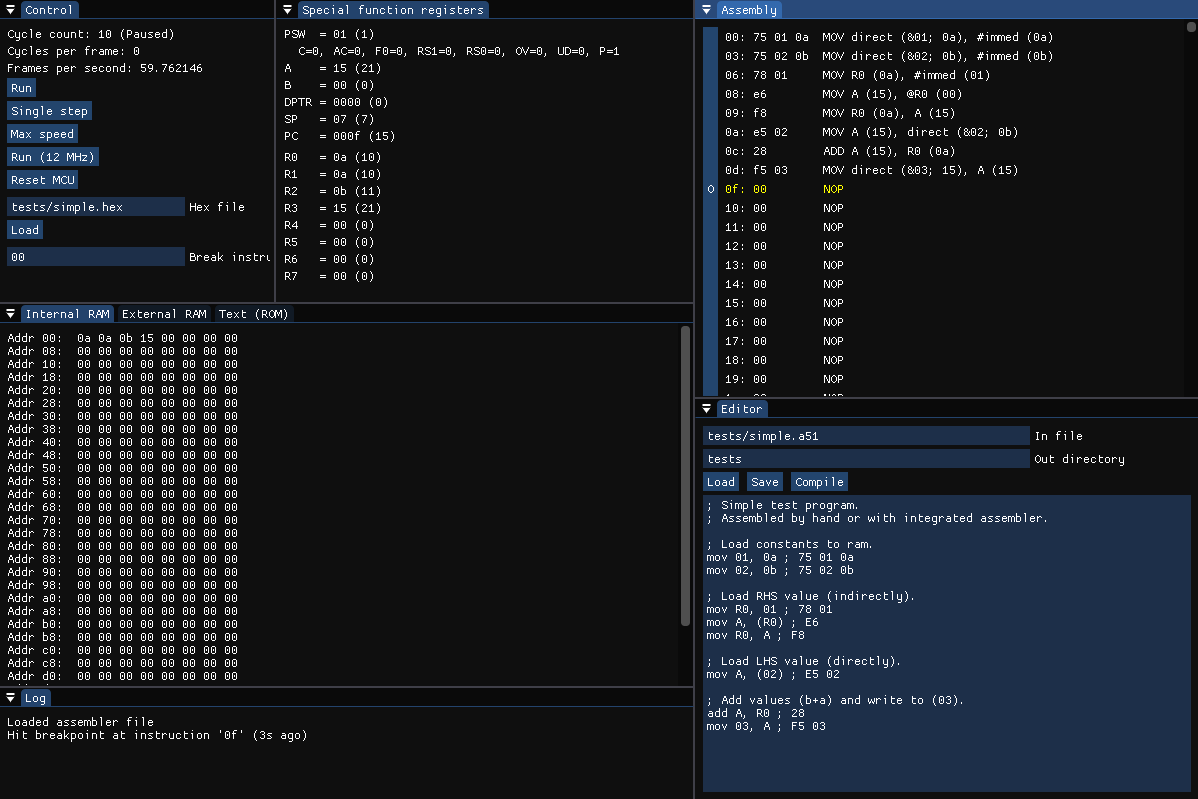 Control
Cycle count: 10 (Paused)
Cycles per frame: 0
Frames per second: 59.762146
Run
Single step
Max speed
Run (12 MHz)
Reset MCU
tests/simple.hex Hex file
Load
00 Break instru
Special function registers
PSW = 01 (1)
C=0, AC=0, F0=0, RS1=0, RS0=0, OV=0, UD=0, P=1
A = 15 (21)
B = 00 (0)
DPTR = 0000 (0)
SP = 07 (7)
PC = 000f (15)
R0 = 0a (10)
R1 = 0a (10)
R2 = 0b (11)
R3 = 15 (21)
R4 = 00 (0)
R5 = 00 (0)
R6 = 00 (0)
R7 = 00 (0)
Internal RAM External RAM Text (ROM)
Addr 00: 0a 0a 0b 15 00 00 00 00
Addr 08: 00 00 00 00 00 00 00 00
Addr 10: 00 00 00 00 00 00 00 00
Addr 18: 00 00 00 00 00 00 00 00
Addr 20: 00 00 00 00 00 00 00 00
Addr 28: 00 00 00 00 00 00 00 00
Addr 30: 00 00 00 00 00 00 00 00
Addr 38: 00 00 00 00 00 00 00 00
Addr 40: 00 00 00 00 00 00 00 00
Addr 48: 00 00 00 00 00 00 00 00
Addr 50: 00 00 00 00 00 00 00 00
Addr 58: 00 00 00 00 00 00 00 00
Addr 60: 00 00 00 00 00 00 00 00
Addr 68: 00 00 00 00 00 00 00 00
Addr 70: 00 00 00 00 00 00 00 00
Addr 78: 00 00 00 00 00 00 00 00
Addr 80: 00 00 00 00 00 00 00 00
Addr 88: 00 00 00 00 00 00 00 00
Addr 90: 00 00 00 00 00 00 00 00
Addr 98: 00 00 00 00 00 00 00 00
Addr a0: 00 00 00 00 00 00 00 00
Addr a8: 00 00 00 00 00 00 00 00
Addr b0: 00 00 00 00 00 00 00 00
Addr b8: 00 00 00 00 00 00 00 00
Addr c0: 00 00 00 00 00 00 00 00
Addr c8: 00 00 00 00 00 00 00 00
Addr d0: 00 00 00 00 00 00 00 00
Log
Loaded assembler file
Hit breakpoint at instruction '0f' (3s ago)
Assembly
00: 75 01 0a MOV direct (&01; 0a), #immed (0a)
03: 75 02 0b MOV direct (&02; 0b), #immed (0b)
06: 78 01 MOV R0 (0a), #immed (01)
08: e6 MOV A (15), @R0 (00)
09: f8 MOV R0 (0a), A (15)
0a: e5 02 MOV A (15), direct (&02; 0b)
0c: 28 ADD A (15), R0 (0a)
0d: f5 03 MOV direct (&03; 15), A (15)
O 0f: 00 NOP
10: 00 NOP
11: 00 NOP
12: 00 NOP
13: 00 NOP
14: 00 NOP
15: 00 NOP
16: 00 NOP
17: 00 NOP
18: 00 NOP
19: 00 NOP
Editor
tests/simple.a51 In file
tests Out directory
Load Save Compile
; Simple test program.
; Assembled by hand or with integrated assembler.
; Load constants to ram.
mov 01, 0a ; 75 01 0a
mov 02, 0b ; 75 02 0b
; Load RHS value (indirectly).
mov R0, 01 ; 78 01
mov A, (R0) ; E6
mov R0, A ; F8
; Load LHS value (directly).
mov A, (02) ; E5 02
; Add values (b+a) and write to (03).
add A, R0 ; 28
mov 03, A ; F5 03